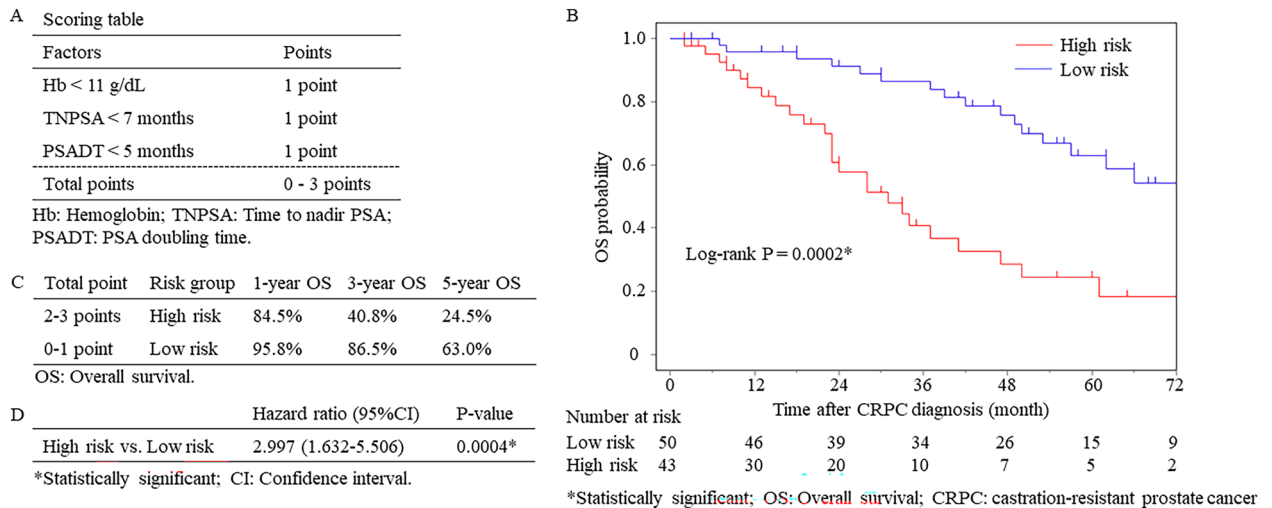 A
Scoring table
Factors Points
Hb < 11 g/dL 1 point
TNPSA < 7 months 1 point
PSADT < 5 months 1 point
Total points 0 - 3 points
Hb: Hemoglobin; TNPSA: Time to nadir PSA;
PSADT: PSA doubling time.
B
OS probability
1.0
0.8
0.6
0.4
0.2
0
High risk
Low risk
Log-rank P = 0.0002*
0 12 24 36 48 60 72
Time after CRPC diagnosis (month)
Number at risk
Low risk 50 46 39 34 26 15 9
High risk 43 30 20 10 7 5 2
*Statistically significant; OS: Overall survival; CRPC: castration-resistant prostate cancer
C
Total point Risk group 1-year OS 3-year OS 5-year OS
2-3 points High risk 84.5% 40.8% 24.5%
0-1 point Low risk 95.8% 86.5% 63.0%
OS: Overall survival.
D
Hazard ratio (95%CI) P-value
High risk vs. Low risk 2.997 (1.632-5.506) 0.0004*
*Statistically significant; CI: Confidence interval.